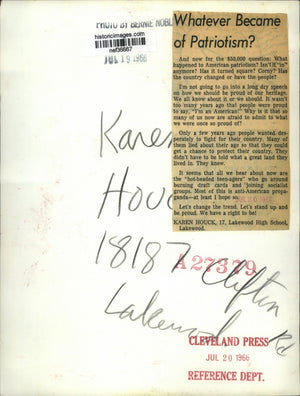 PHOTO BY BERNIE NOBL
historicimages.com
nef36667
JUL 19 1966
Whatever Became
of Patriotism?
And now for the $50,000 question: What
happened to American patriotism? Isn't it "in"
anymore? Has it turned square? Corny? Has
the country changed or have the people?
I'm not going to go into a long dry speech
on how we should be proud of our heritage.
We all know about it or should. It wasn't
too many years ago that people were proud
to say, "I'm an American." Why is it that so
many of us now are afraid to admit to what
we were once so proud of?
Only a few years ago people wanted des-
perately to fight for their country. Many of
them lied about their age so that they could
get a chance to protect their country. They
didn't have to be told what a great land they
lived in. They knew.
It seems that all we hear about now are
the "hot-headed teen-agers" who go around
burning draft cards and "joining socialist
groups. Most of this is anti-American propa-
ganda—at least I hope so.
Let's change the trend. Let's stand up and
be proud. We have a right to be!
KAREN HOUCK, 17, Lakewood High School,
Lakewood.
Karen
Houck
18187 Clifton Rd
Lakewood
A27379
CLEVELAND PRESS
JUL 20 1966
REFERENCE DEPT.